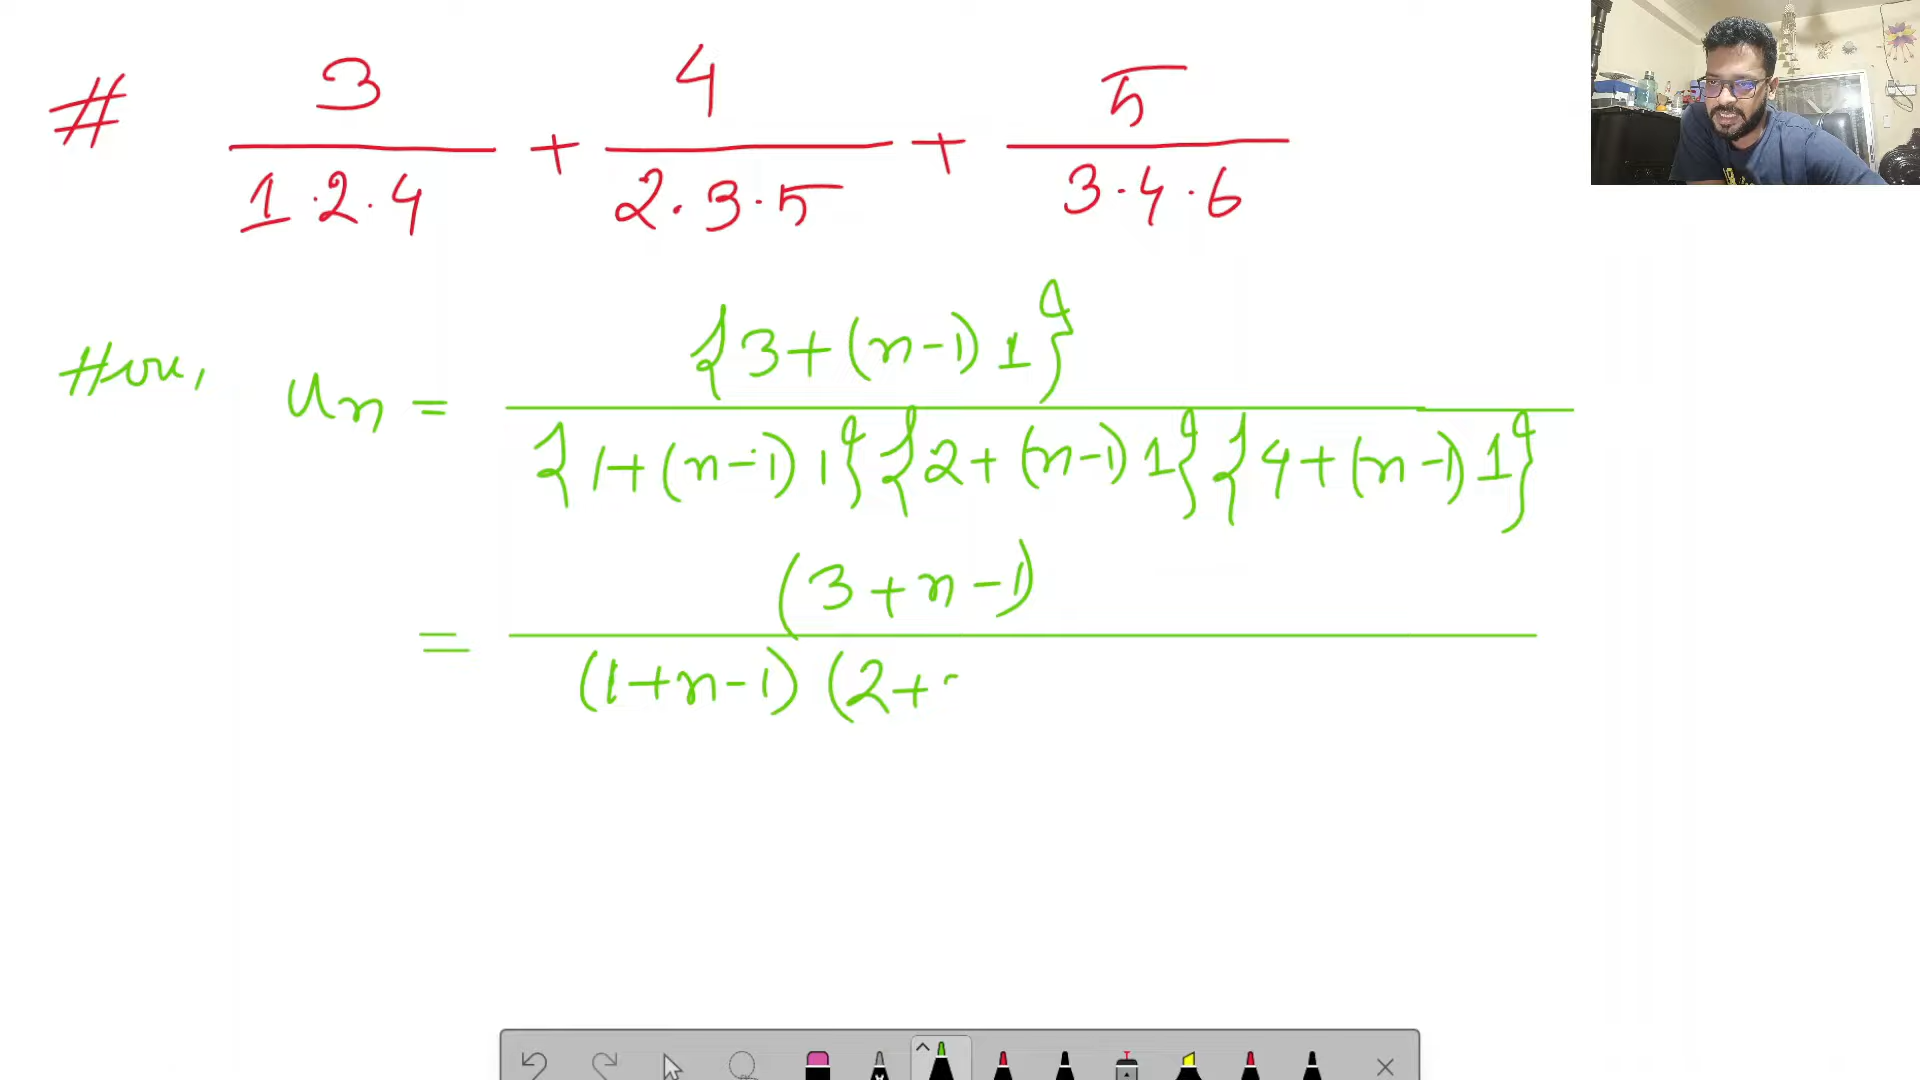 # 3/(1·2·4) + 4/(2·3·5) + 5/(3·4·6)
Here, Un = {3+(n-1)1}/({1+(n-1)1}{2+(n-1)1}{4+(n-1)1})
= (3+n-1)/((1+n-1)(2+